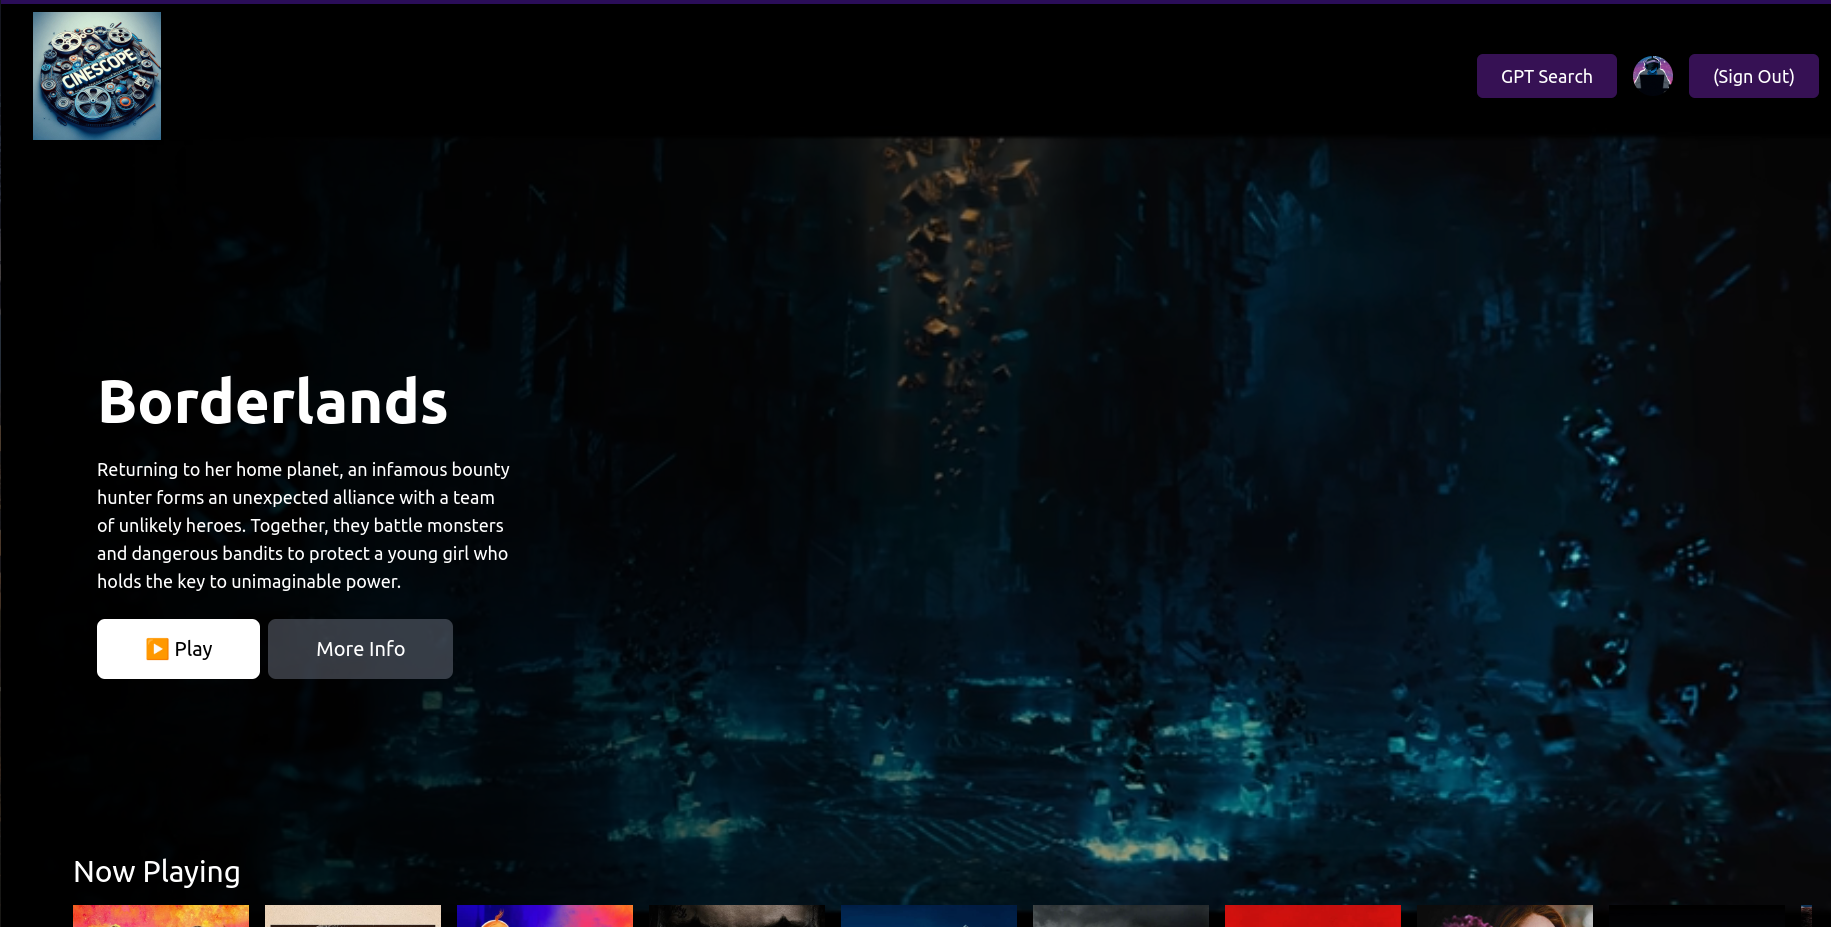 CINESCOPE
GPT Search
(Sign Out)
Borderlands
Returning to her home planet, an infamous bounty
hunter forms an unexpected alliance with a team
of unlikely heroes. Together, they battle monsters
and dangerous bandits to protect a young girl who
holds the key to unimaginable power.
▶️ Play
More Info
Now Playing